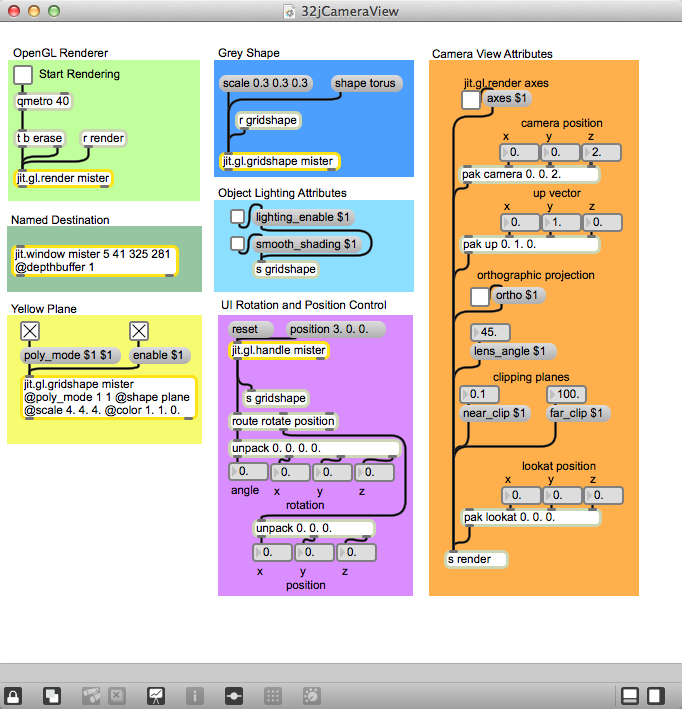 32jCameraView
OpenGL Renderer
Start Rendering
qmetro 40
t b erase
r render
jit.gl.render mister
Named Destination
jit.window mister 5 41 325 281
@depthbuffer 1
Yellow Plane
poly_mode $1 $1
enable $1
jit.gl.gridshape mister
@poly_mode 1 1 @shape plane
@scale 4. 4. 4. @color 1. 1. 0.
Grey Shape
scale 0.3 0.3 0.3
shape torus
r gridshape
jit.gl.gridshape mister
Object Lighting Attributes
lighting_enable $1
smooth_shading $1
s gridshape
UI Rotation and Position Control
reset
position 3. 0. 0.
jit.gl.handle mister
s gridshape
route rotate position
unpack 0. 0. 0. 0.
0. 0. 0. 0.
angle x y z
rotation
unpack 0. 0. 0.
0. 0. 0.
x y z
position
Camera View Attributes
jit.gl.render axes
axes $1
camera position
x y z
0. 0. 2.
pak camera 0. 0. 2.
up vector
x y z
0. 1. 0.
pak up 0. 1. 0.
orthographic projection
ortho $1
45.
lens_angle $1
clipping planes
0.1 100.
near_clip $1
far_clip $1
lookat position
x y z
0. 0. 0.
pak lookat 0. 0. 0.
s render